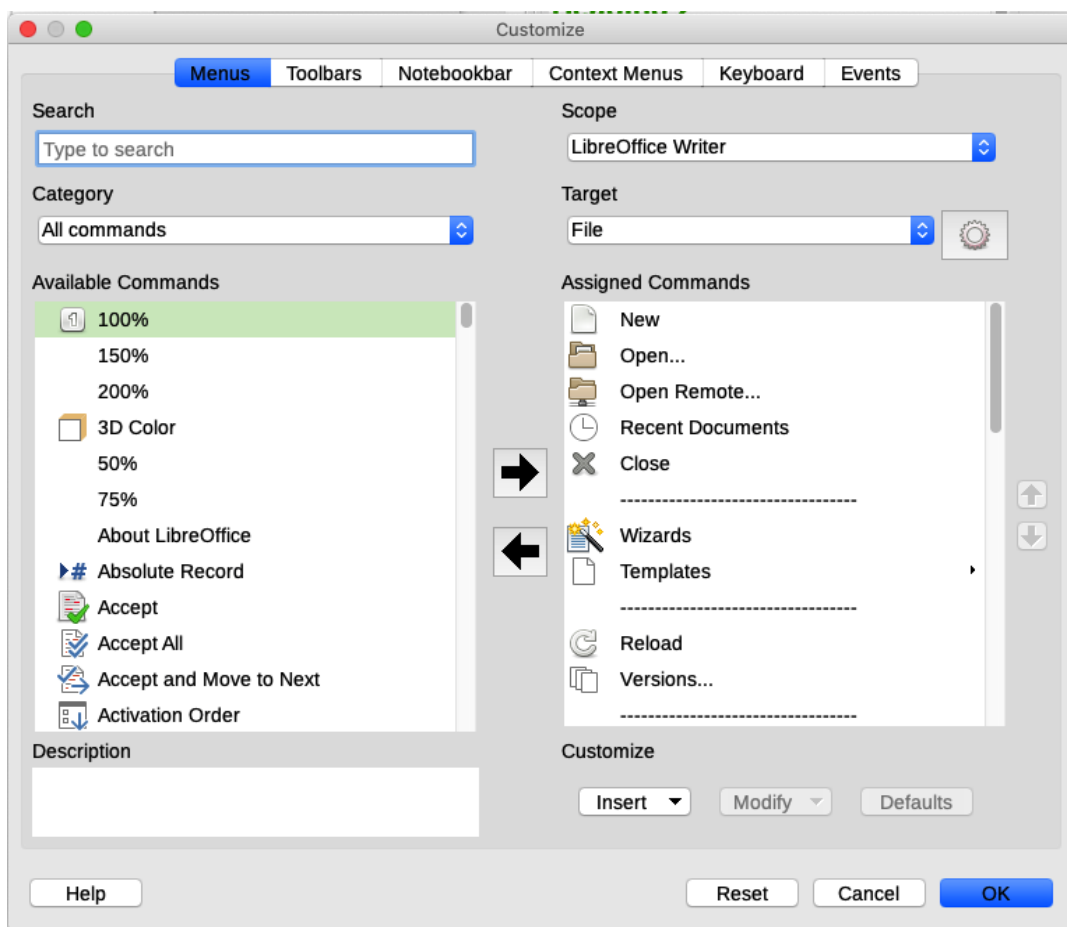 Customize
Menus Toolbars Notebookbar Context Menus Keyboard Events
Search
Type to search
Category
All commands
Available Commands
100%
150%
200%
3D Color
50%
75%
About LibreOffice
Absolute Record
Accept
Accept All
Accept and Move to Next
Activation Order
Description
Scope
LibreOffice Writer
Target
File
Assigned Commands
New
Open...
Open Remote...
Recent Documents
Close
----------------------------------
Wizards
Templates
----------------------------------
Reload
Versions...
----------------------------------
Customize
Insert Modify Defaults
Help Reset Cancel OK